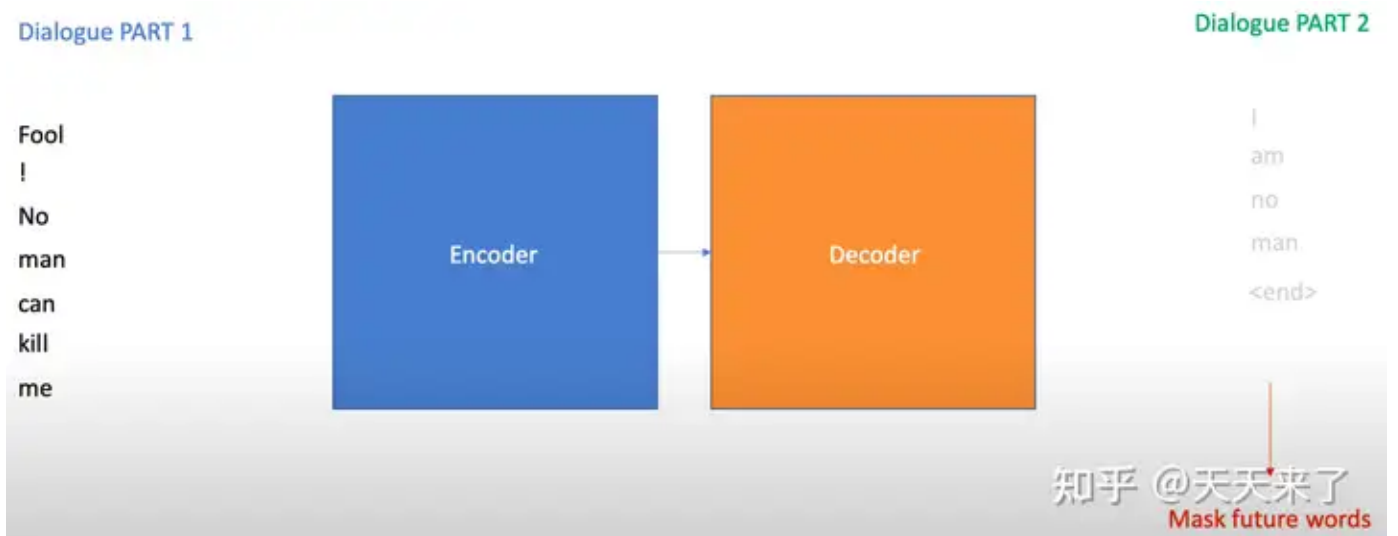 Dialogue PART 1
Dialogue PART 2
Fool
!
No
man
can
kill
me
Encoder
Decoder
I
am
no
man
<end>
知乎 @天天来了
Mask future words